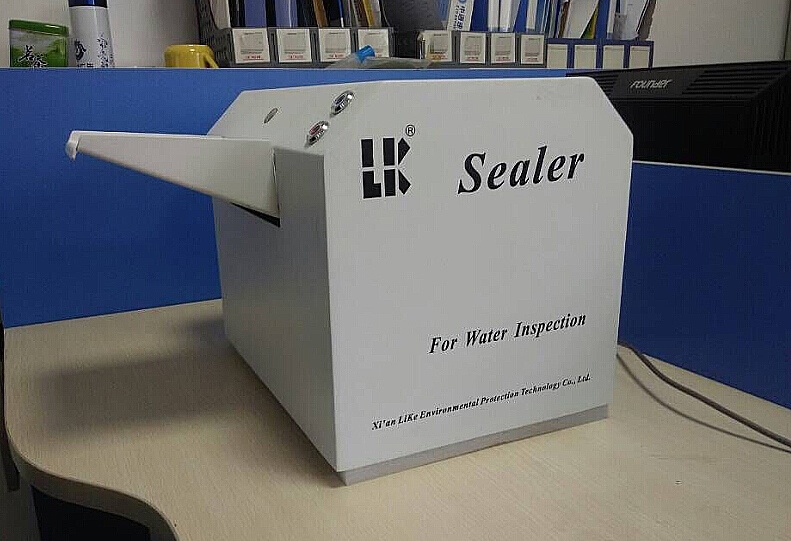 FOUNDER
LK®
Sealer
For Water Inspection
Xi'an LiKe Environmental Protection Technology Co., Ltd.